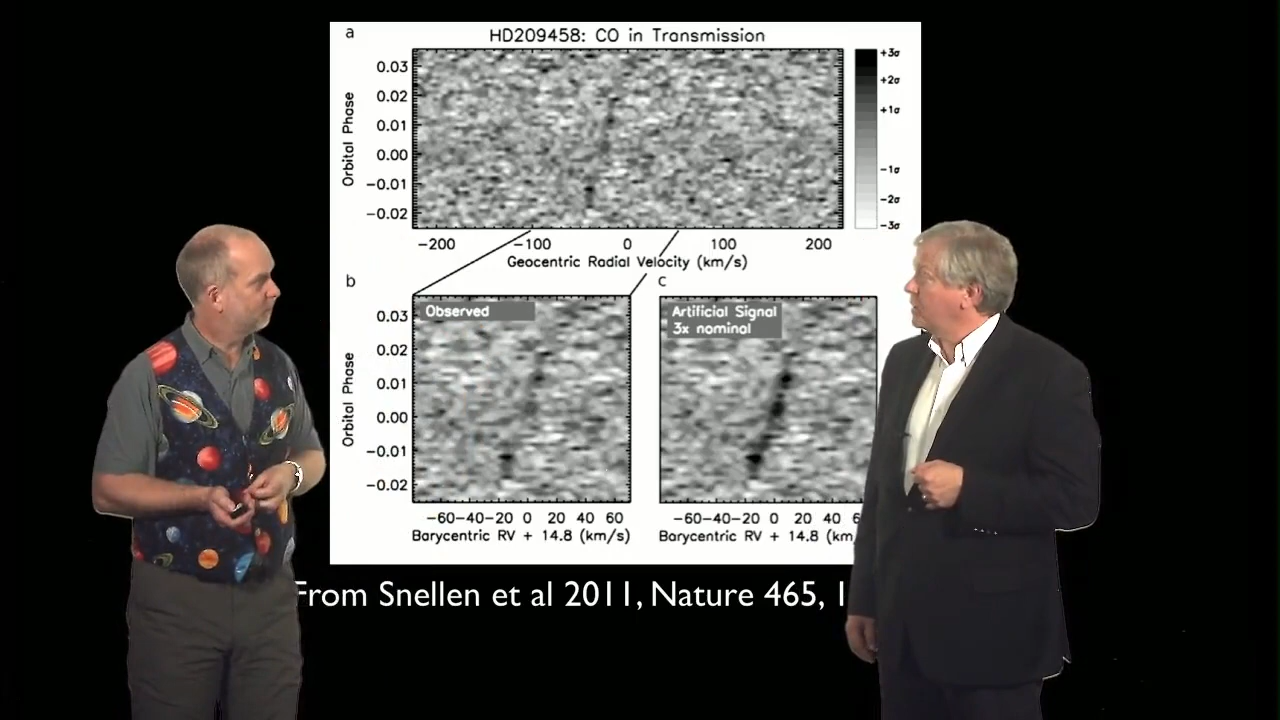 a
HD209458: CO in Transmission
Orbital Phase
0.03
0.02
0.01
0.00
−0.01
−0.02
+3σ
+2σ
+1σ
−1σ
−2σ
−3σ
−200 −100 0 100 200
Geocentric Radial Velocity (km/s)
b
Observed
Orbital Phase
0.03
0.02
0.01
0.00
−0.01
−0.02
−60−40−20 0 20 40 60
Barycentric RV + 14.8 (km/s)
c
Artificial Signal
3x nominal
−60−40−20 0 20 40 6
Barycentric RV + 14.8 (km
From Snellen et al 2011, Nature 465, 1